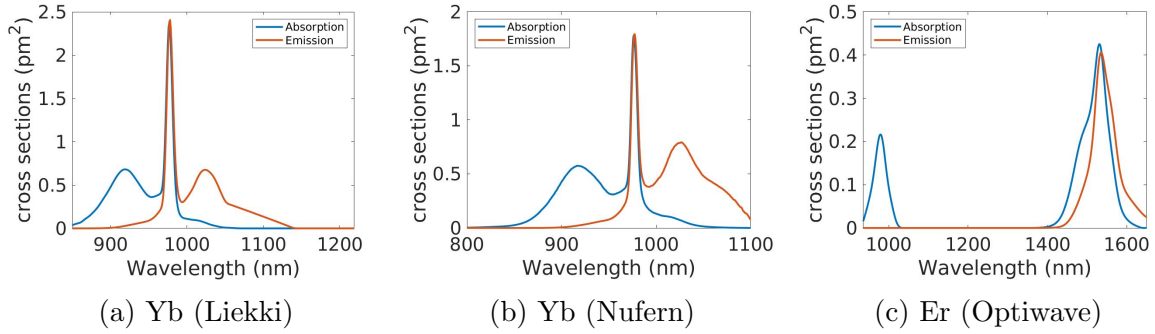 cross sections (pm²)
2.5
2
1.5
1
0.5
0
900
1000
1100
1200
Wavelength (nm)
Absorption
Emission
(a) Yb (Liekki)
cross sections (pm²)
2
1.5
1
0.5
0
800
900
1000
1100
Wavelength (nm)
Absorption
Emission
(b) Yb (Nufern)
cross sections (pm²)
0.5
0.4
0.3
0.2
0.1
0
1000
1200
1400
1600
Wavelength (nm)
Absorption
Emission
(c) Er (Optiwave)